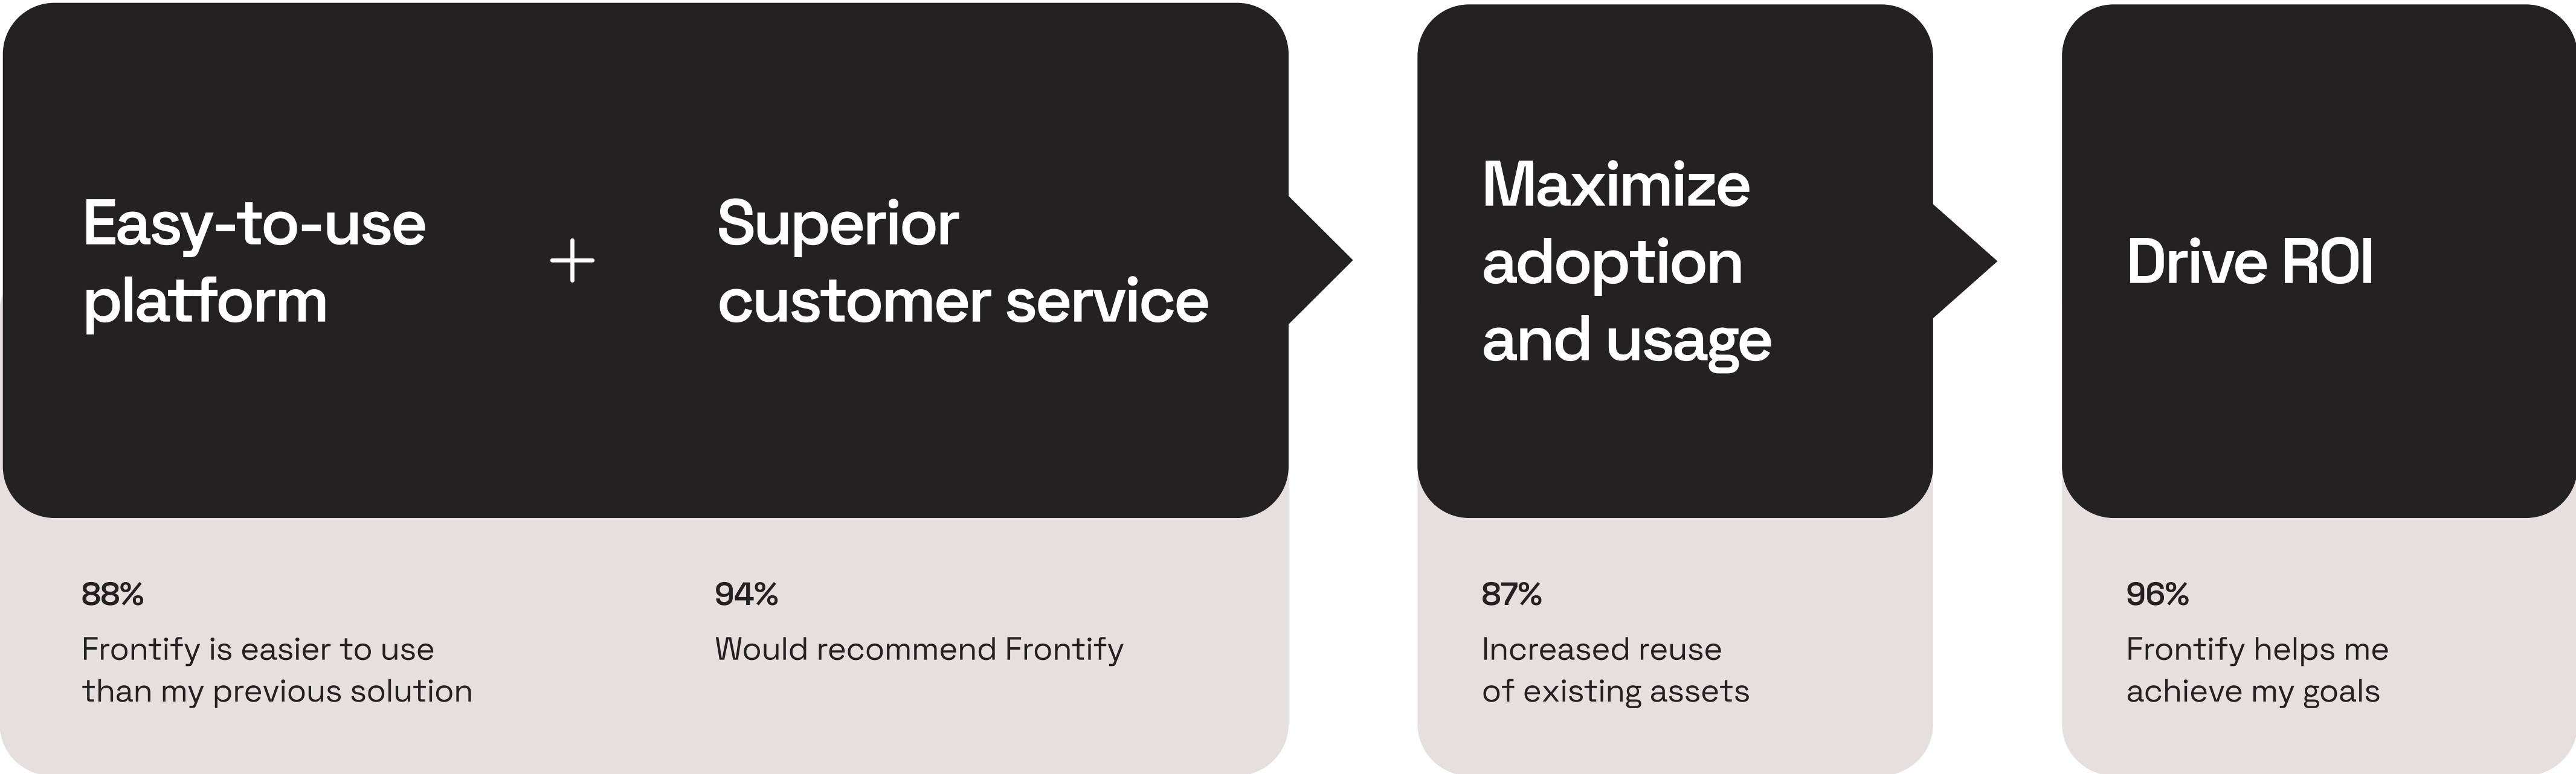 Easy-to-use
platform
+
Superior
customer service
Maximize
adoption
and usage
Drive ROI
88%
Frontify is easier to use
than my previous solution
94%
Would recommend Frontify
87%
Increased reuse
of existing assets
96%
Frontify helps me
achieve my goals